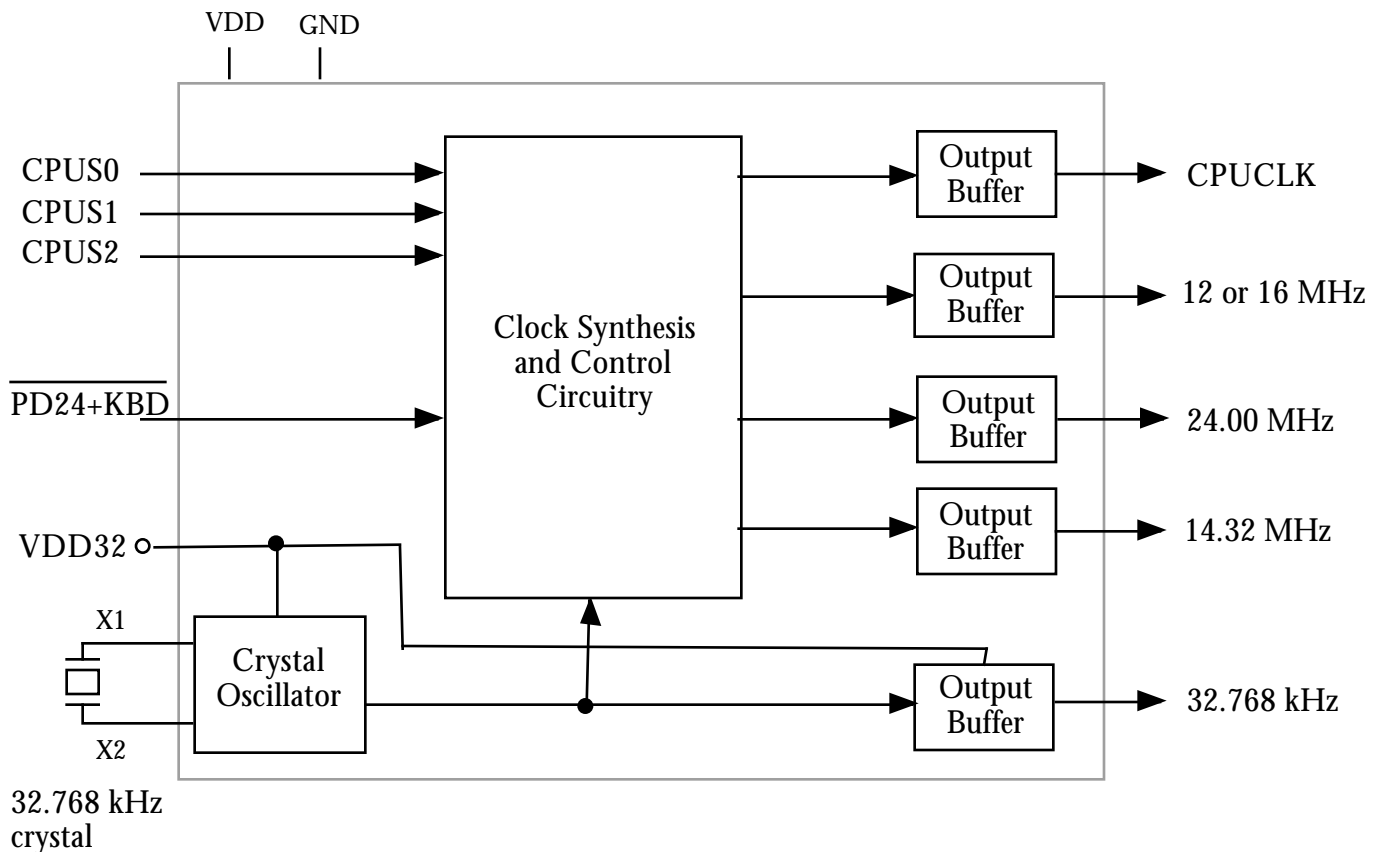 VDD GND
CPUS0
CPUS1
CPUS2
PD24+KBD
VDD32
X1
X2
32.768 kHz
crystal
Crystal
Oscillator
Clock Synthesis
and Control
Circuitry
Output
Buffer
CPUCLK
Output
Buffer
12 or 16 MHz
Output
Buffer
24.00 MHz
Output
Buffer
14.32 MHz
Output
Buffer
32.768 kHz